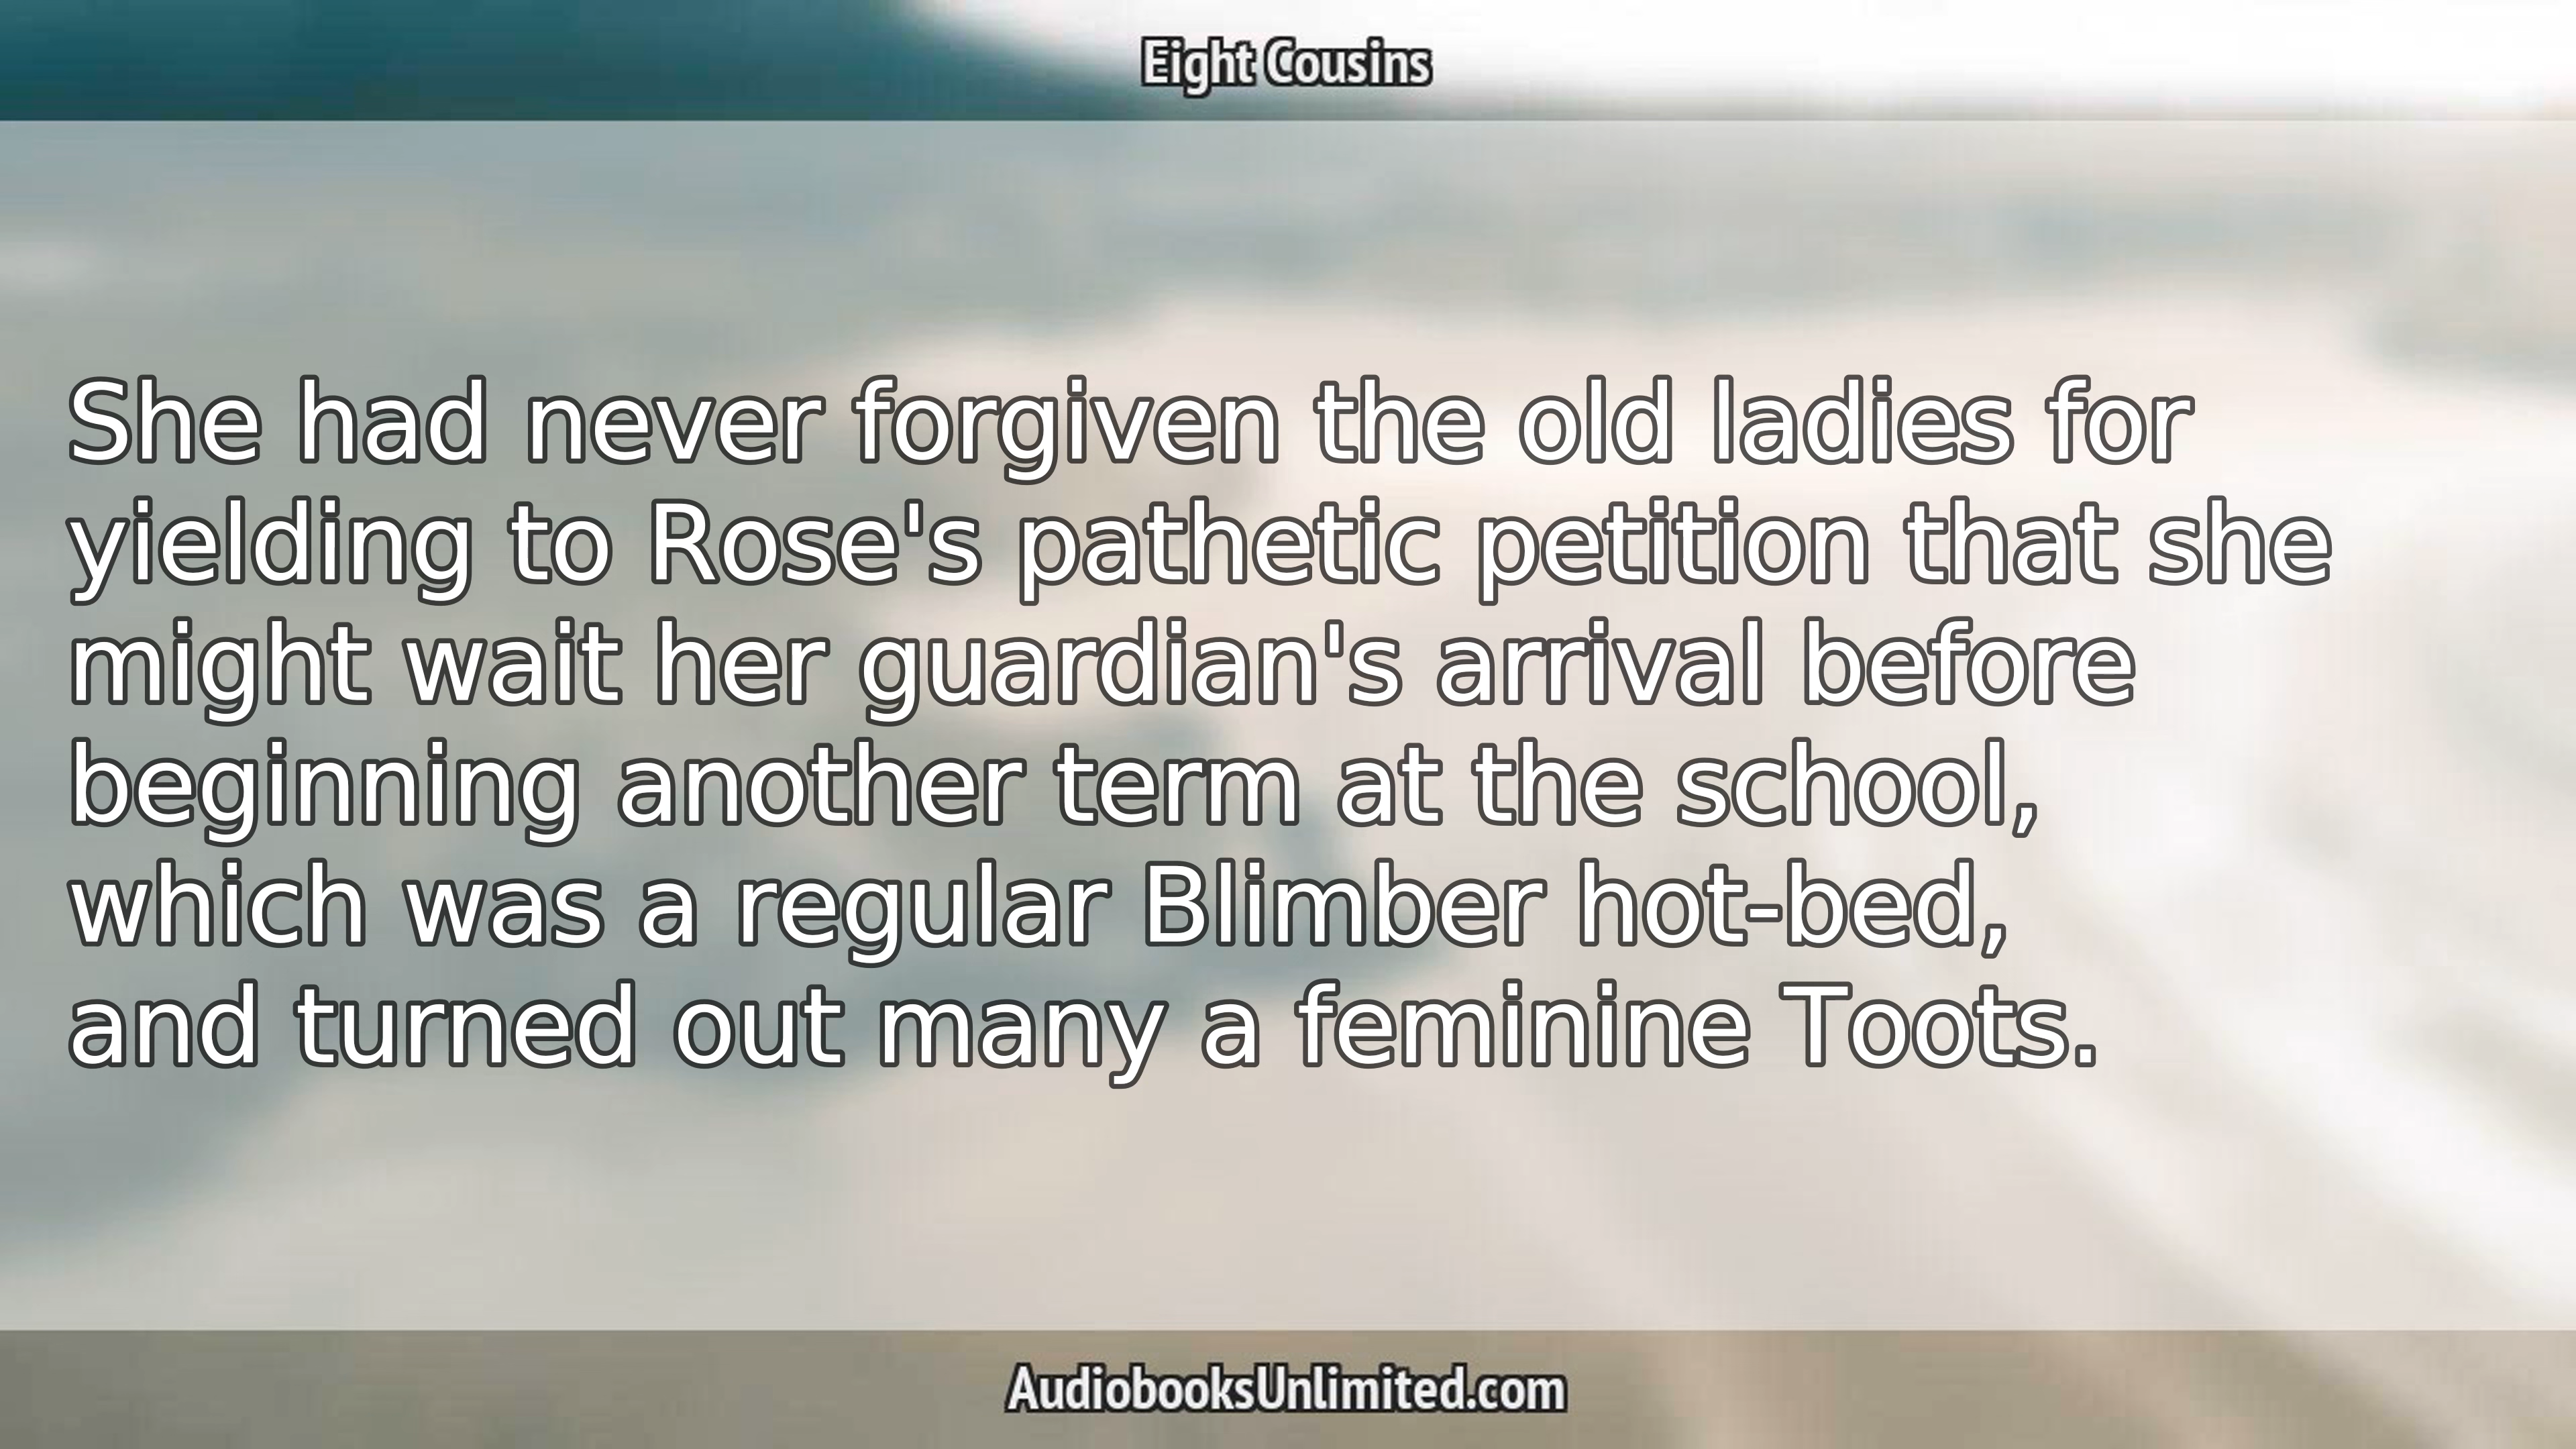 Eight Cousins
She had never forgiven the old ladies for
yielding to Rose's pathetic petition that she
might wait her guardian's arrival before
beginning another term at the school,
which was a regular Blimber hot-bed,
and turned out many a feminine Toots.
AudiobooksUnlimited.com